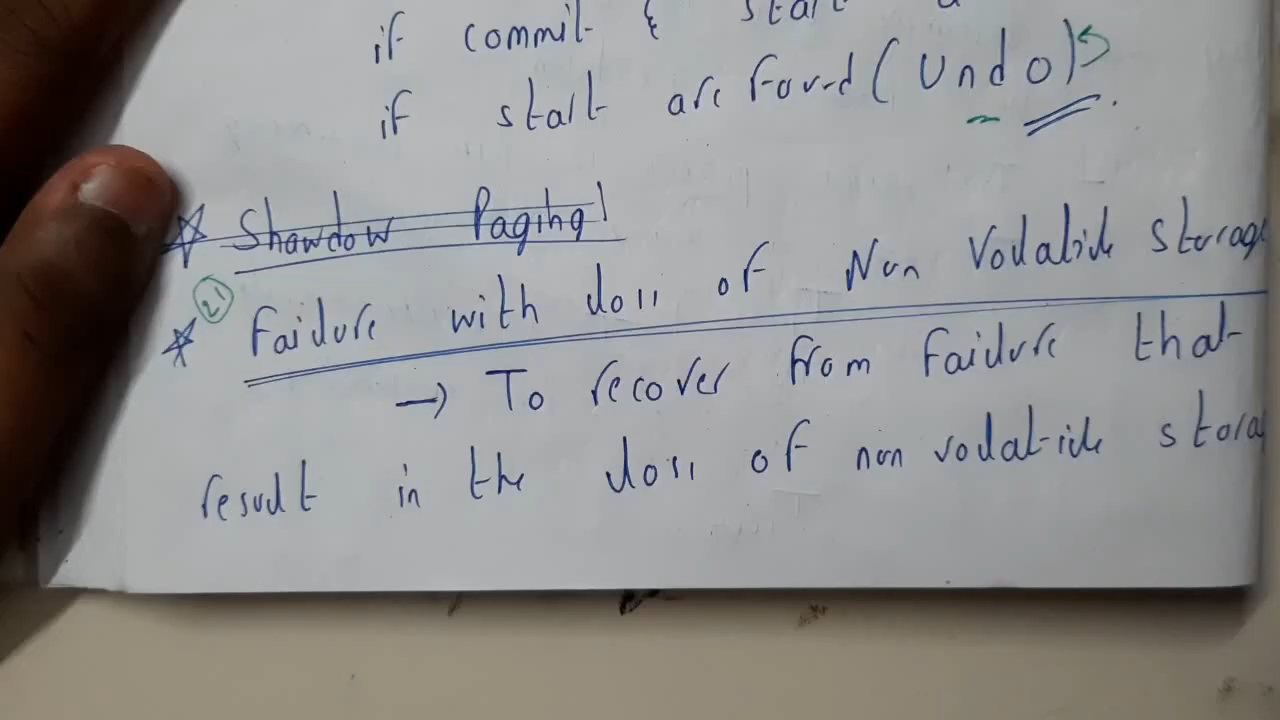 if commit & start
if start are found (Undo)
Shawdow Paging
21 Failure with loss of Non Volatile storage
→ To recover from failure that
result in the loss of non volatile stora